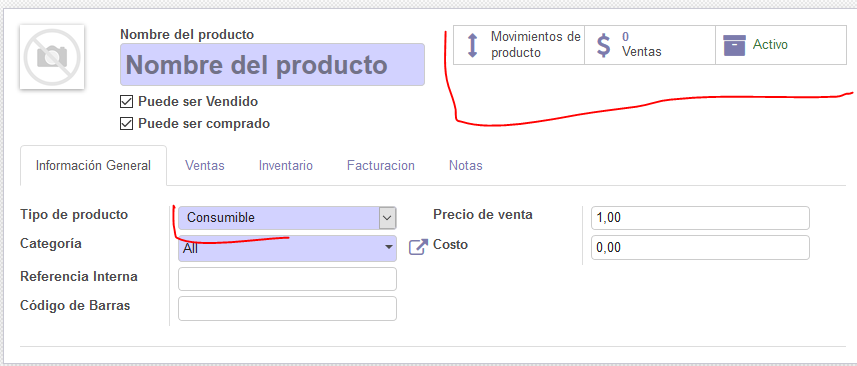 Nombre del producto
Nombre del producto
Puede ser Vendido
Puede ser comprado
Movimientos de
producto
0
Ventas
Activo
Información General
Ventas
Inventario
Facturacion
Notas
Tipo de producto
Consumible
Categoría
All
Referencia Interna
Código de Barras
Precio de venta
1,00
Costo
0,00